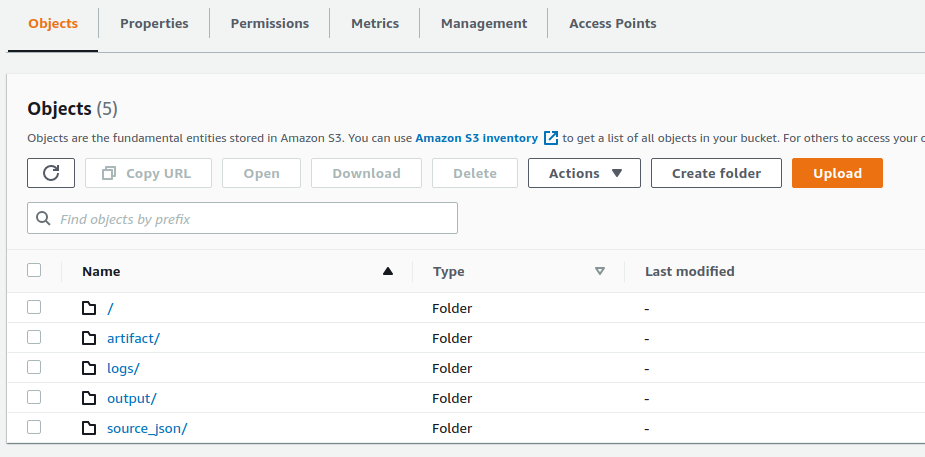 Objects Properties Permissions Metrics Management Access Points
Objects (5)
Objects are the fundamental entities stored in Amazon S3. You can use Amazon S3 inventory to get a list of all objects in your bucket. For others to access your
Copy URL Open Download Delete Actions Create folder Upload
Find objects by prefix
Name Type Last modified
/ Folder -
artifact/ Folder -
logs/ Folder -
output/ Folder -
source_json/ Folder -